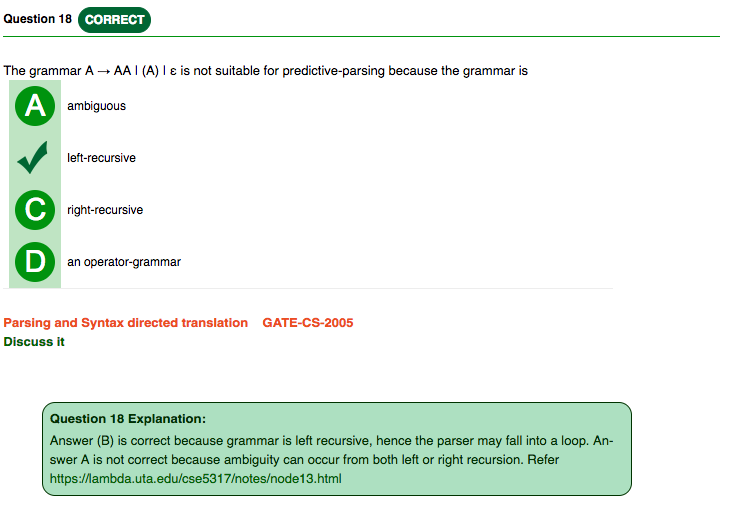 Question 18 CORRECT
The grammar A → AA | (A) | ε is not suitable for predictive-parsing because the grammar is
A ambiguous
left-recursive
C right-recursive
D an operator-grammar
Parsing and Syntax directed translation GATE-CS-2005
Discuss it
Question 18 Explanation:
Answer (B) is correct because grammar is left recursive, hence the parser may fall into a loop. An-
swer A is not correct because ambiguity can occur from both left or right recursion. Refer
https://lambda.uta.edu/cse5317/notes/node13.html